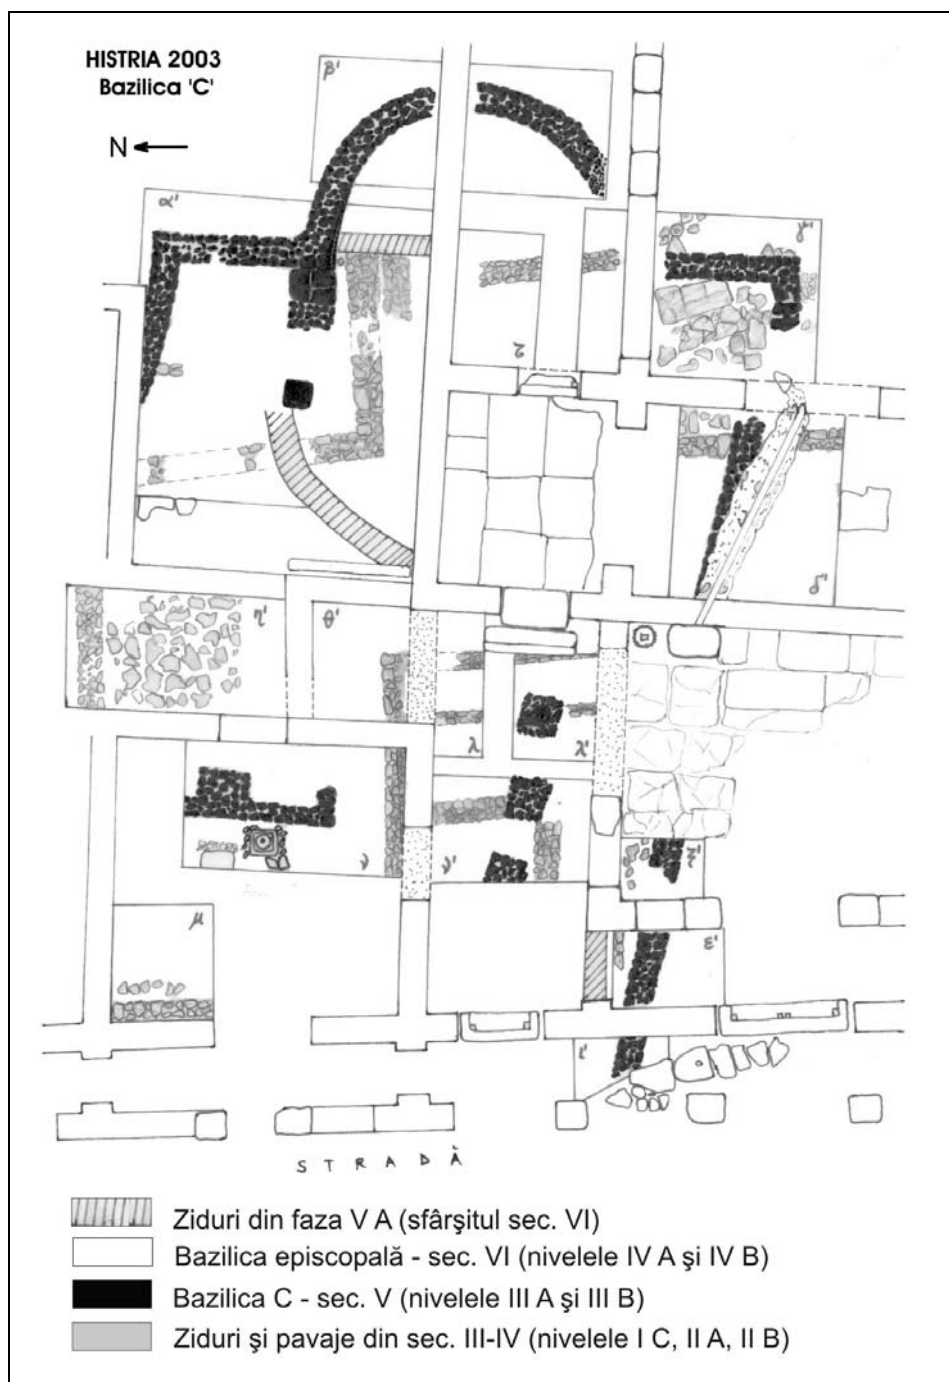 HISTRIA 2003
Bazilica 'C'
N
β'
α'
γ'
τ
δ'
η'
θ'
λ
λ'
ν
ν'
ξ'
μ
ε'
ι'
STRADĂ
Ziduri din faza V A (sfârşitul sec. VI)
Bazilica episcopală - sec. VI (nivelele IV A şi IV B)
Bazilica C - sec. V (nivelele III A şi III B)
Ziduri şi pavaje din sec. III-IV (nivelele I C, II A, II B)